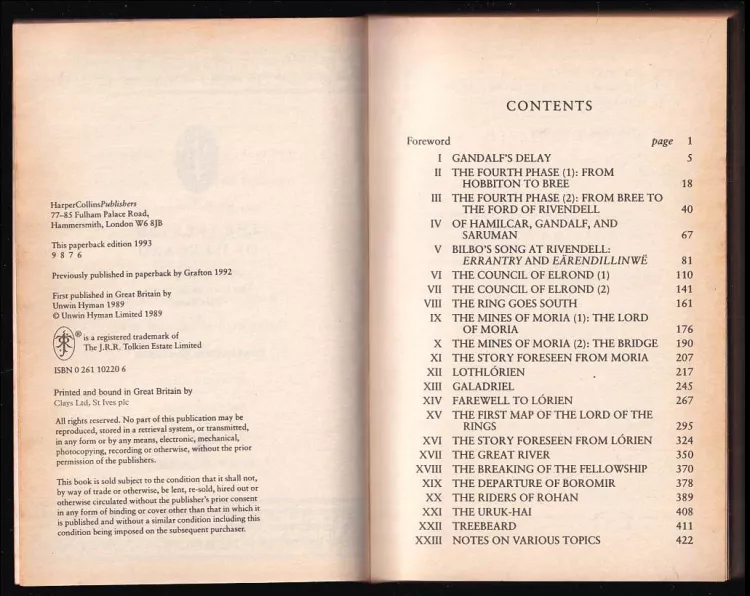 HarperCollinsPublishers
77–85 Fulham Palace Road,
Hammersmith, London W6 8JB
This paperback edition 1993
9 8 7 6
Previously published in paperback by Grafton 1992
First published in Great Britain by
Unwin Hyman 1989
© Unwin Hyman Limited 1989
® is a registered trademark of
The J.R.R. Tolkien Estate Limited
ISBN 0 261 10220 6
Printed and bound in Great Britain by
Clays Ltd, St Ives plc
All rights reserved. No part of this publication may be
reproduced, stored in a retrieval system, or transmitted,
in any form or by any means, electronic, mechanical,
photocopying, recording or otherwise, without the prior
permission of the publishers.
This book is sold subject to the condition that it shall not,
by way of trade or otherwise, be lent, re-sold, hired out or
otherwise circulated without the publisher's prior consent
in any form of binding or cover other than that in which it
is published and without a similar condition including this
condition being imposed on the subsequent purchaser.
CONTENTS
Foreword page 1
I GANDALF'S DELAY 5
II THE FOURTH PHASE (1): FROM
HOBBITON TO BREE 18
III THE FOURTH PHASE (2): FROM BREE TO
THE FORD OF RIVENDELL 40
IV OF HAMILCAR, GANDALF, AND
SARUMAN 67
V BILBO'S SONG AT RIVENDELL:
ERRANTRY AND EÄRENDILLINWË 81
VI THE COUNCIL OF ELROND (1) 110
VII THE COUNCIL OF ELROND (2) 141
VIII THE RING GOES SOUTH 161
IX THE MINES OF MORIA (1): THE LORD
OF MORIA 176
X THE MINES OF MORIA (2): THE BRIDGE 190
XI THE STORY FORESEEN FROM MORIA 207
XII LOTHLÓRIEN 217
XIII GALADRIEL 245
XIV FAREWELL TO LÓRIEN 267
XV THE FIRST MAP OF THE LORD OF THE
RINGS 295
XVI THE STORY FORESEEN FROM LÓRIEN 324
XVII THE GREAT RIVER 350
XVIII THE BREAKING OF THE FELLOWSHIP 370
XIX THE DEPARTURE OF BOROMIR 378
XX THE RIDERS OF ROHAN 389
XXI THE URUK-HAI 408
XXII TREEBEARD 411
XXIII NOTES ON VARIOUS TOPICS 422